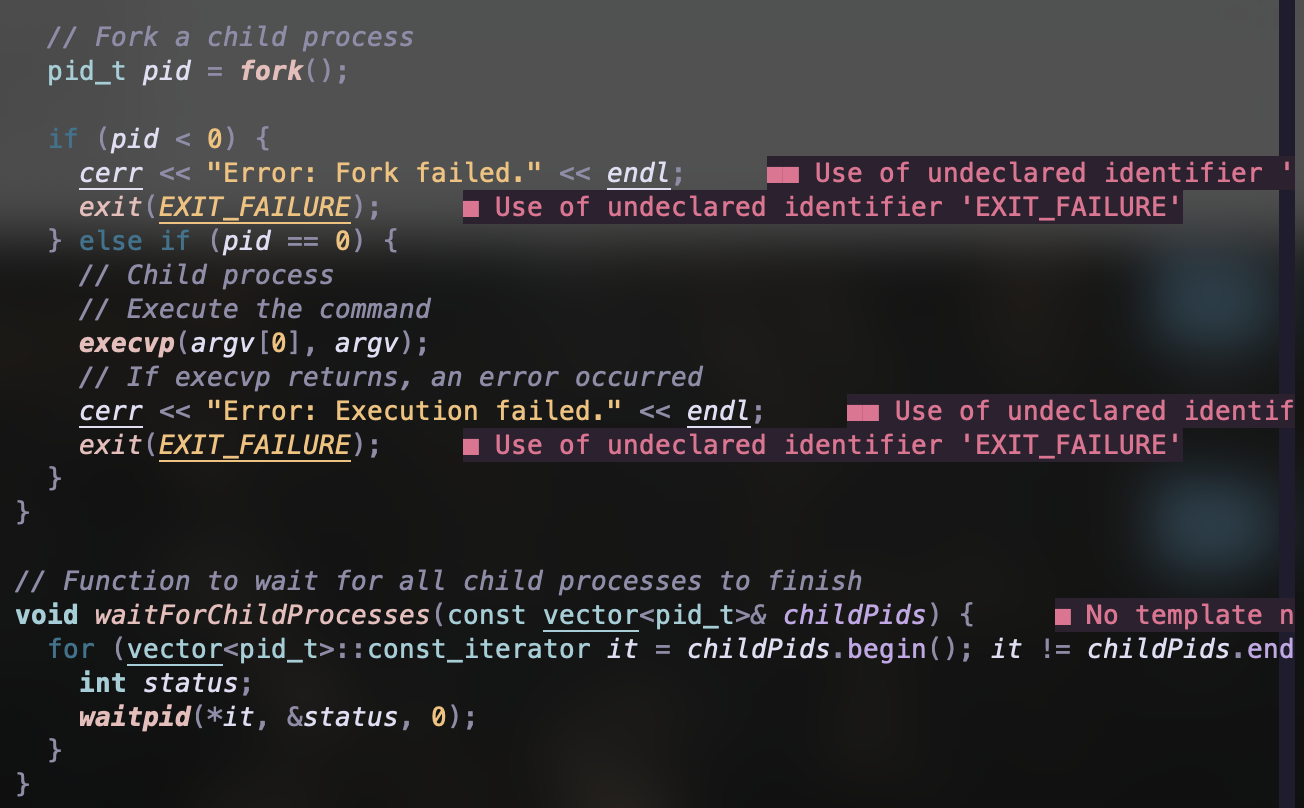 // Fork a child process
pid_t pid = fork();
if (pid < 0) {
cerr << "Error: Fork failed." << endl; ■■ Use of undeclared identifier '
exit(EXIT_FAILURE); ■ Use of undeclared identifier 'EXIT_FAILURE'
} else if (pid == 0) {
// Child process
// Execute the command
execvp(argv[0], argv);
// If execvp returns, an error occurred
cerr << "Error: Execution failed." << endl; ■■ Use of undeclared identif
exit(EXIT_FAILURE); ■ Use of undeclared identifier 'EXIT_FAILURE'
}
}
// Function to wait for all child processes to finish
void waitForChildProcesses(const vector<pid_t>& childPids) { ■ No template n
for (vector<pid_t>::const_iterator it = childPids.begin(); it != childPids.end
int status;
waitpid(*it, &status, 0);
}
}